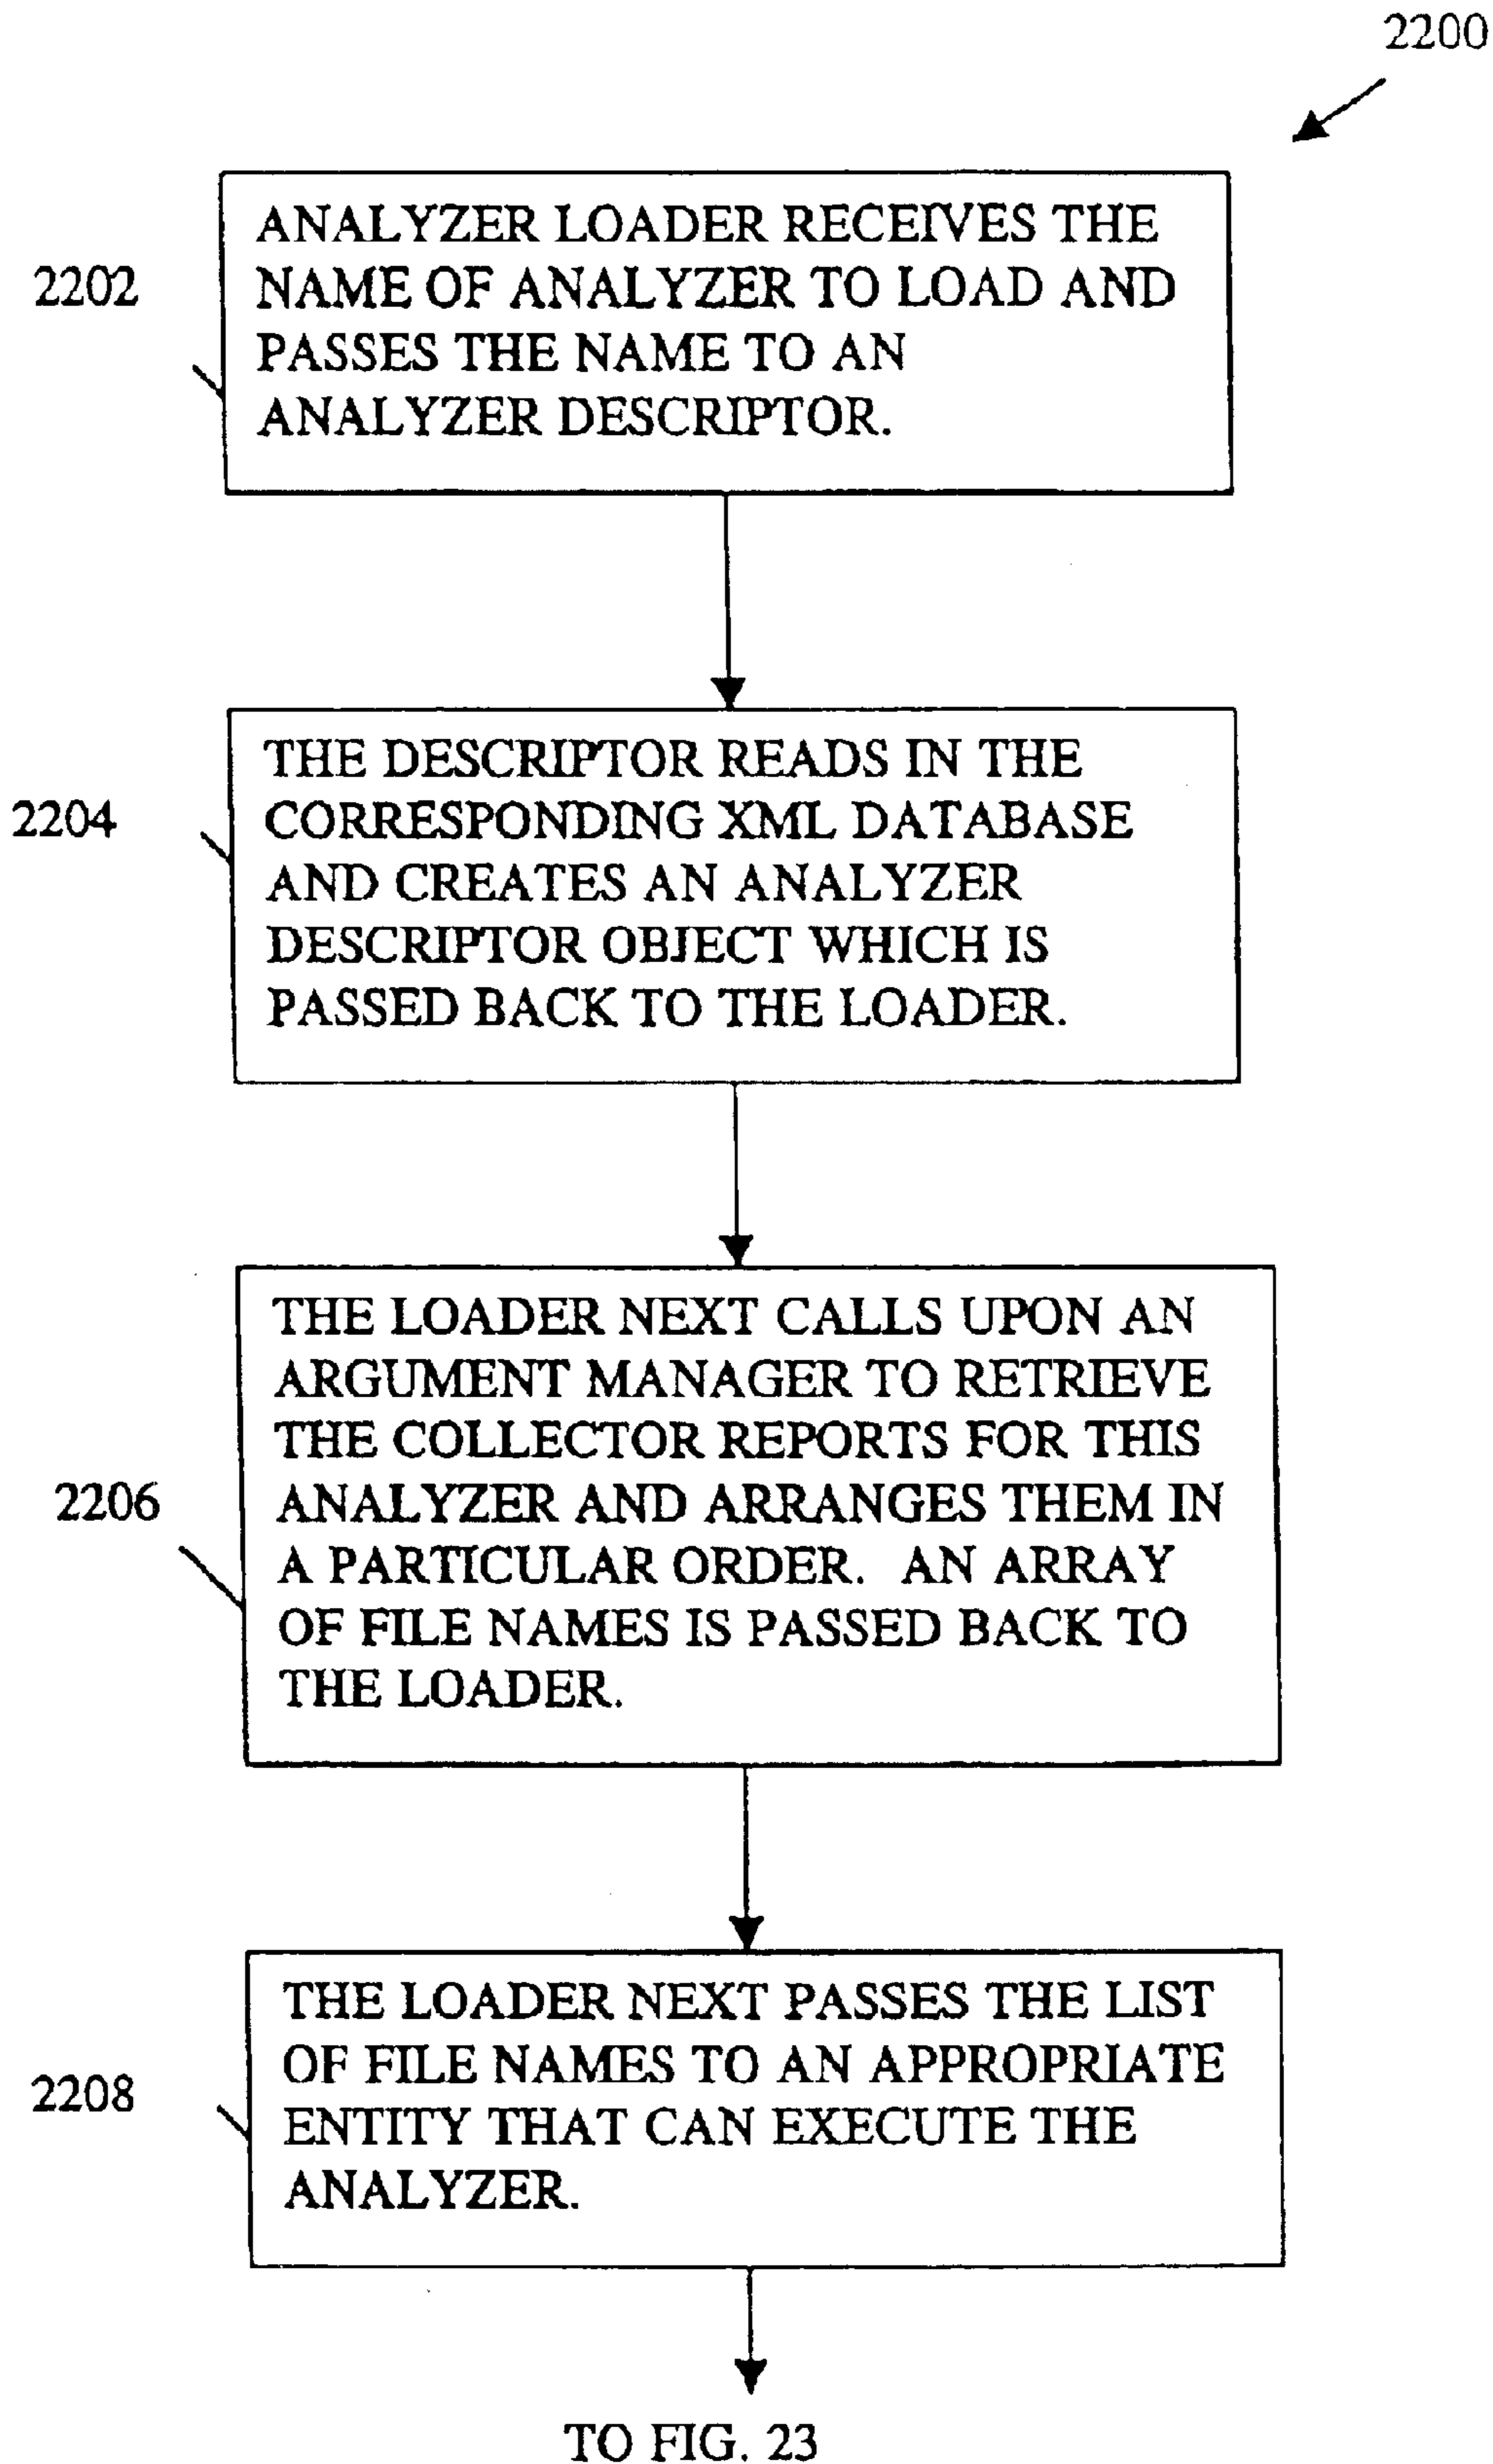 2200
2202
ANALYZER LOADER RECEIVES THE
NAME OF ANALYZER TO LOAD AND
PASSES THE NAME TO AN
ANALYZER DESCRIPTOR.
2204
THE DESCRIPTOR READS IN THE
CORRESPONDING XML DATABASE
AND CREATES AN ANALYZER
DESCRIPTOR OBJECT WHICH IS
PASSED BACK TO THE LOADER.
2206
THE LOADER NEXT CALLS UPON AN
ARGUMENT MANAGER TO RETRIEVE
THE COLLECTOR REPORTS FOR THIS
ANALYZER AND ARRANGES THEM IN
A PARTICULAR ORDER. AN ARRAY
OF FILE NAMES IS PASSED BACK TO
THE LOADER.
2208
THE LOADER NEXT PASSES THE LIST
OF FILE NAMES TO AN APPROPRIATE
ENTITY THAT CAN EXECUTE THE
ANALYZER.
TO FIG. 23